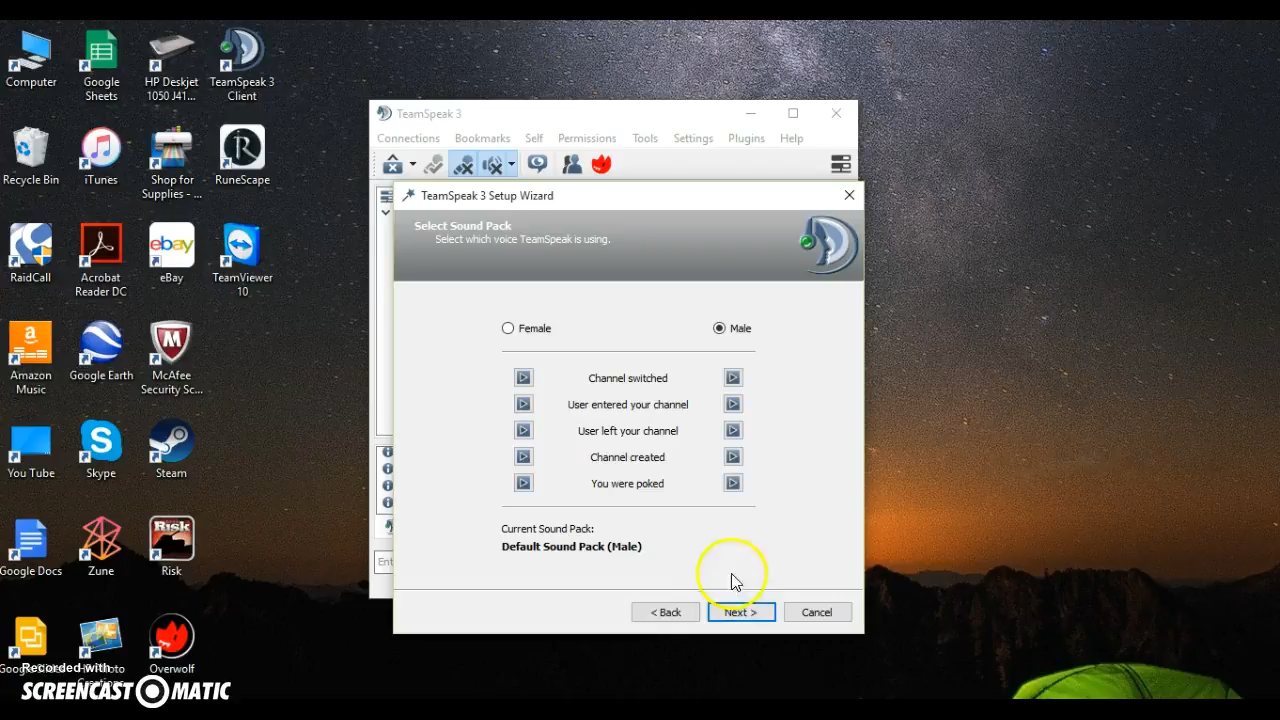 Computer
Google
Sheets
HP Deskjet
1050 J41...
TeamSpeak 3
Client
Recycle Bin
iTunes
Shop for
Supplies - ...
RuneScape
RaidCall
Acrobat
Reader DC
eBay
TeamViewer
10
Amazon
Music
Google Earth
McAfee
Security Sc...
You Tube
Skype
Steam
Google Docs
Zune
Risk
Overwolf
TeamSpeak 3
Connections Bookmarks Self Permissions Tools Settings Plugins Help
TeamSpeak 3 Setup Wizard
Select Sound Pack
Select which voice TeamSpeak is using.
Female Male
Channel switched
User entered your channel
User left your channel
Channel created
You were poked
Current Sound Pack:
Default Sound Pack (Male)
< Back Next > Cancel
Ent
Recorded with
SCREENCAST MATIC